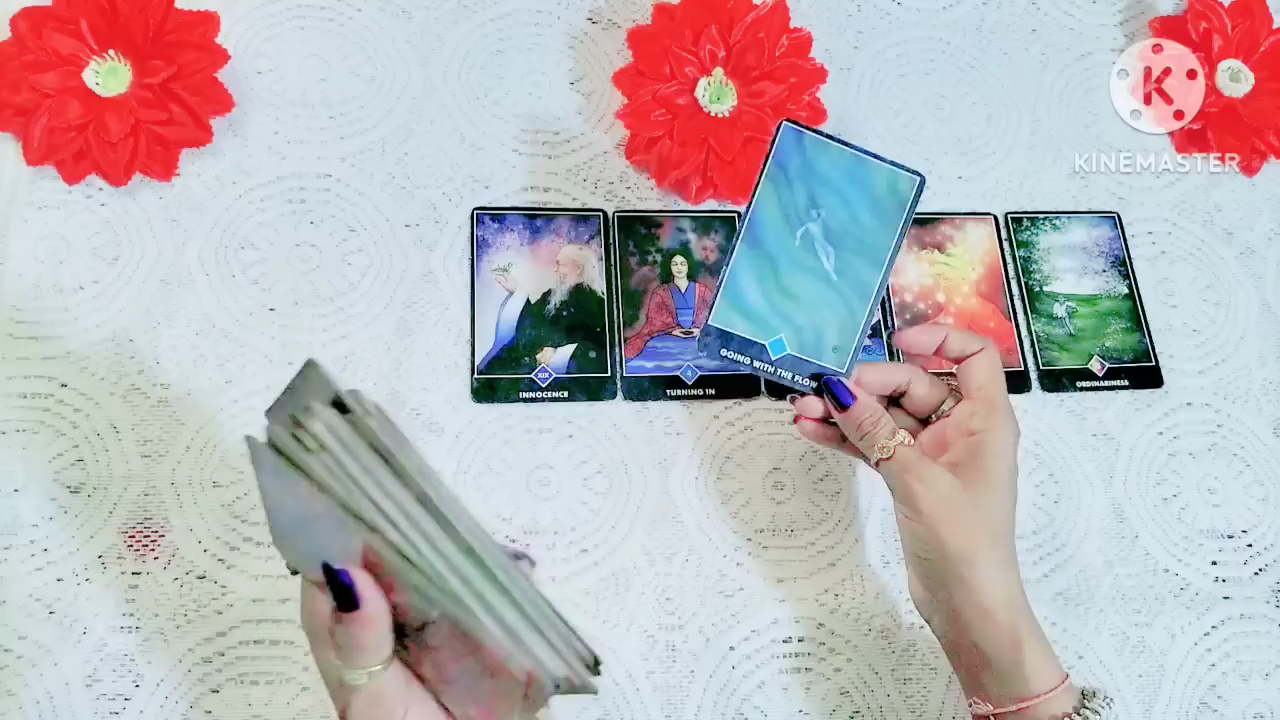 K
KINEMASTER
GOING WITH THE FLOW
XIX
INNOCENCE
4
TURNING IN
ORDINARINESS